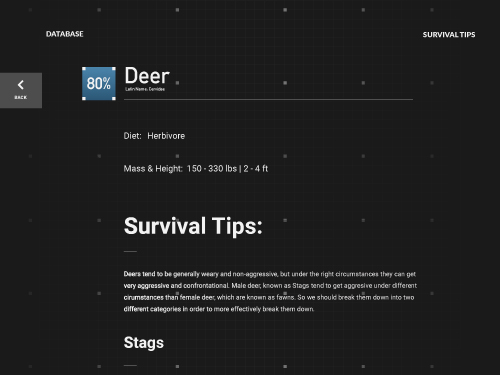 DATABASE
SURVIVAL TIPS
BACK
80%
Deer
Latin Name: Cervidae
Diet: Herbivore
Mass & Height: 150 - 330 lbs | 2 - 4 ft
Survival Tips:
Deers tend to be generally weary and non-aggressive, but under the right circumstances they can get
very aggressive and confrontational. Male deer, known as Stags tend to get aggresive under different
cirumstances than female deer, which are known as fawns. So we should break them down into two
different categories in order to more effectively break them down.
Stags